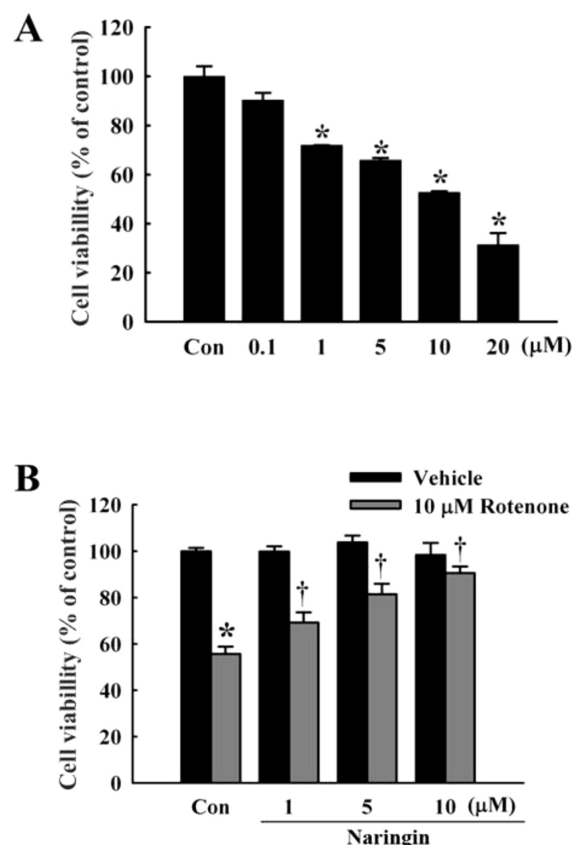 A
Cell viabillity (% of control)
120
100
80
60
40
20
0
*
*
*
*
Con 0.1 1 5 10 20 (μM)
B
Vehicle
10 μM Rotenone
Cell viabillity (% of control)
120
100
80
60
40
20
0
*
†
†
†
Con 1 5 10 (μM)
Naringin